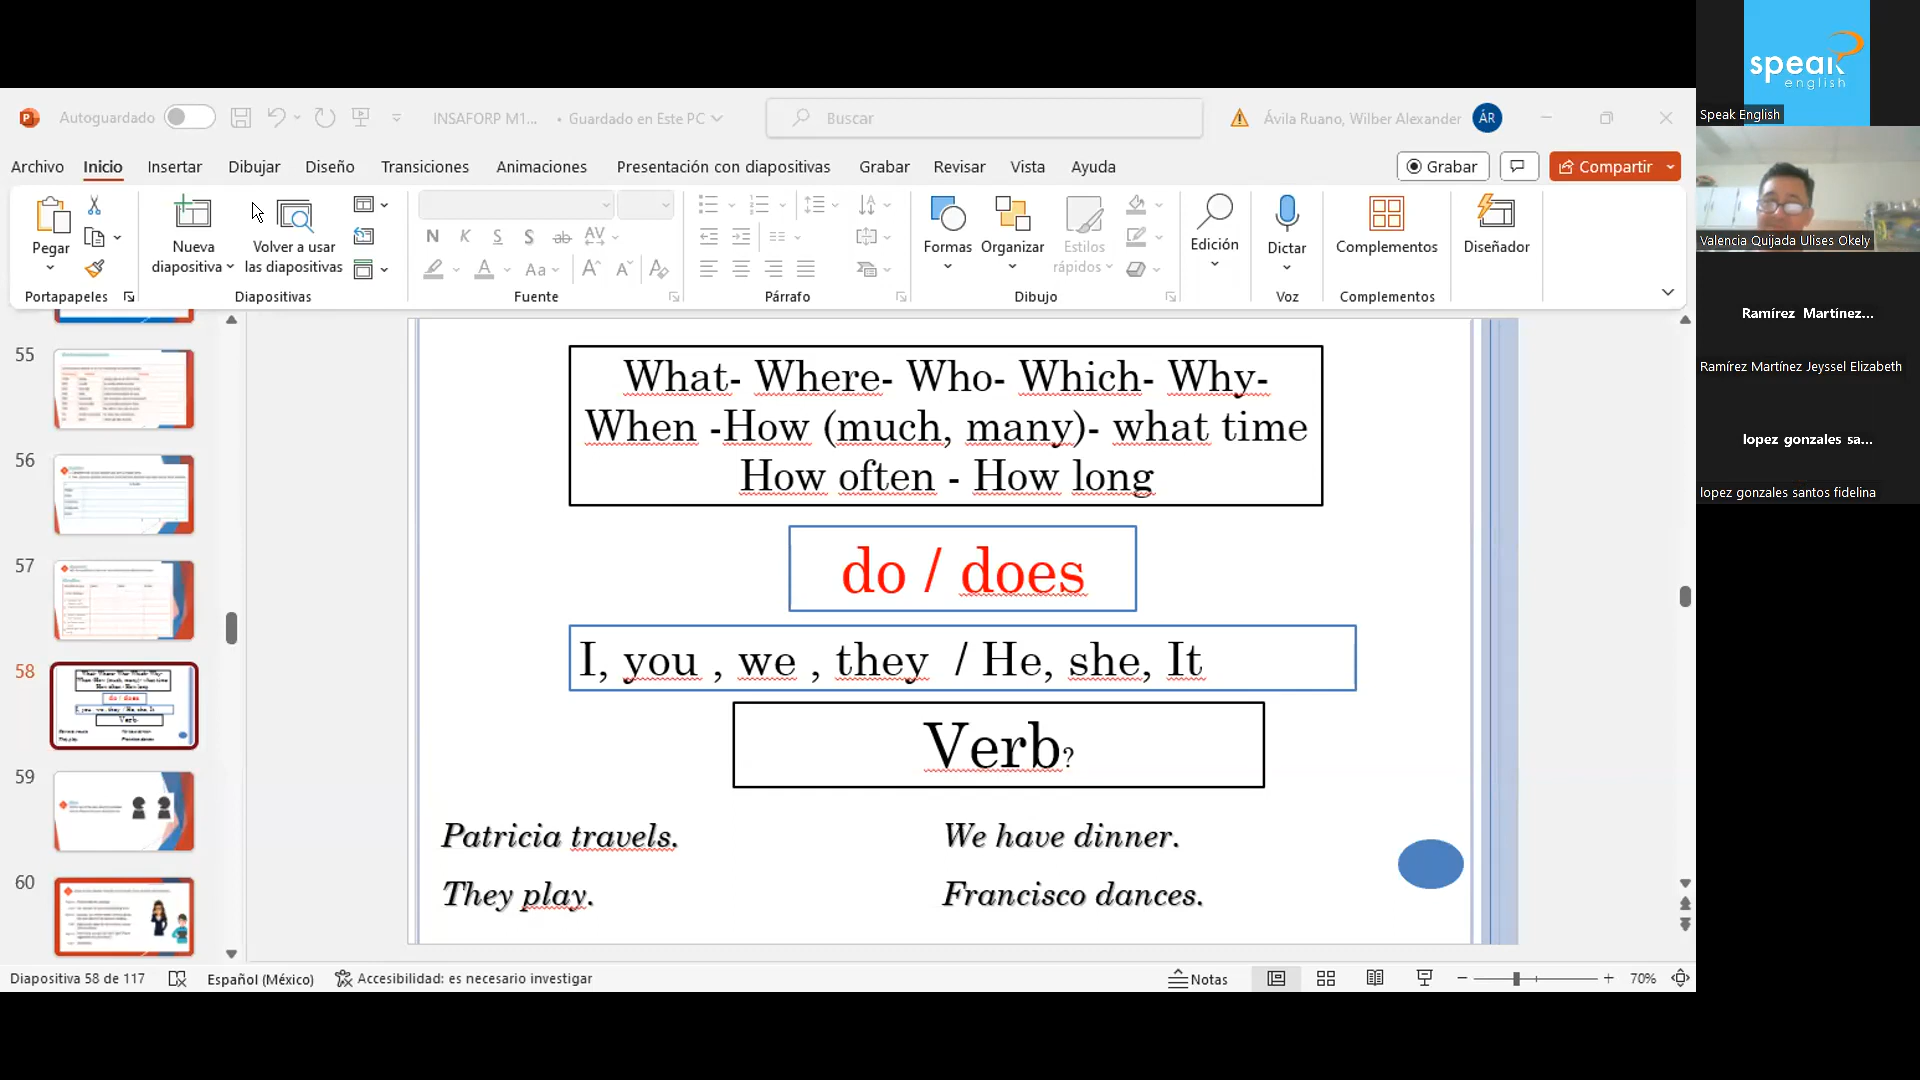 speak
english
Speak English
Autoguardado
INSAFORP M1...
• Guardado en Este PC
Buscar
Ávila Ruano, Wilber Alexander
ÁR
Archivo
Inicio
Insertar
Dibujar
Diseño
Transiciones
Animaciones
Presentación con diapositivas
Grabar
Revisar
Vista
Ayuda
Grabar
Compartir
Pegar
Portapapeles
Nueva
diapositiva
Volver a usar
las diapositivas
Diapositivas
N K S S ab AV
A Aa A A A
Fuente
Párrafo
Formas
Organizar
Estilos
rápidos
Dibujo
Edición
Dictar
Voz
Complementos
Complementos
Diseñador
Valencia Quijada Ulises Okely
Ramírez Martínez...
Ramírez Martínez Jeyssel Elizabeth
lopez gonzales sa...
lopez gonzales santos fidelina
55
56
57
58
59
60
What- Where- Who- Which- Why-
When -How (much, many)- what time
How often - How long
do / does
I, you , we , they / He, she, It
Verb?
Patricia travels.
We have dinner.
They play.
Francisco dances.
Diapositiva 58 de 117
Español (México)
Accesibilidad: es necesario investigar
Notas
70%